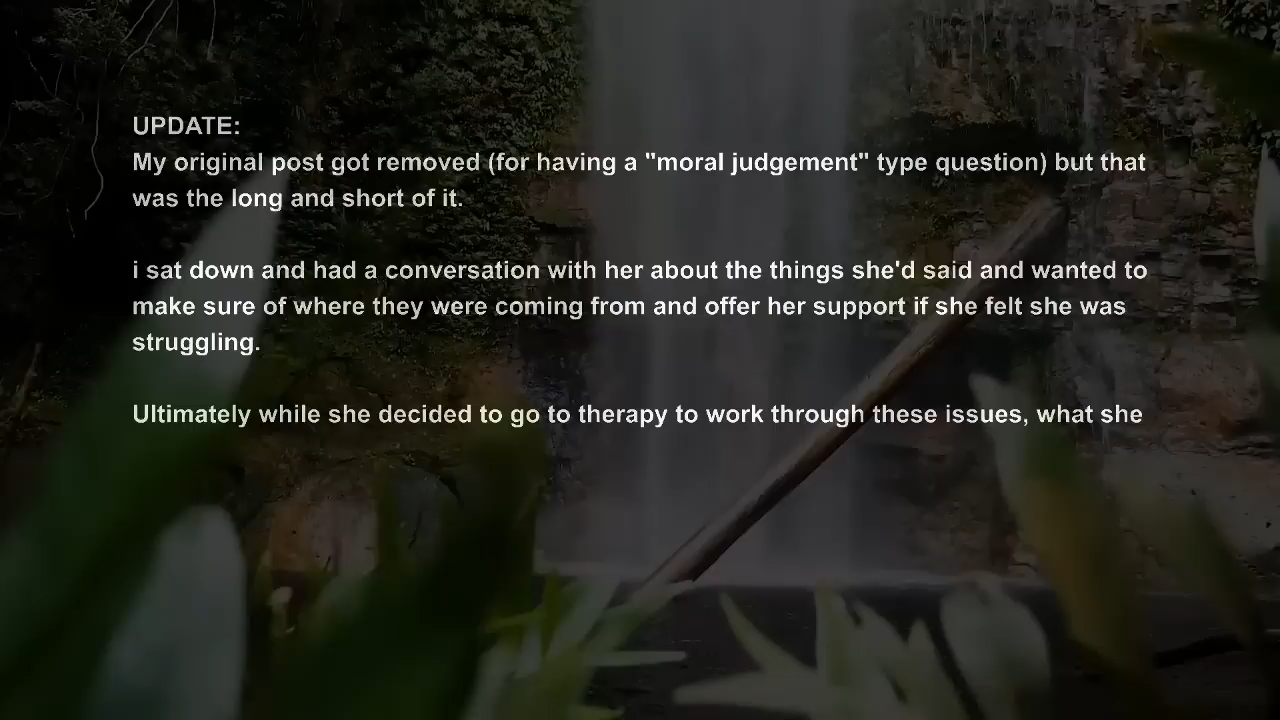 UPDATE:
My original post got removed (for having a "moral judgement" type question) but that
was the long and short of it.
i sat down and had a conversation with her about the things she'd said and wanted to
make sure of where they were coming from and offer her support if she felt she was
struggling.
Ultimately while she decided to go to therapy to work through these issues, what she